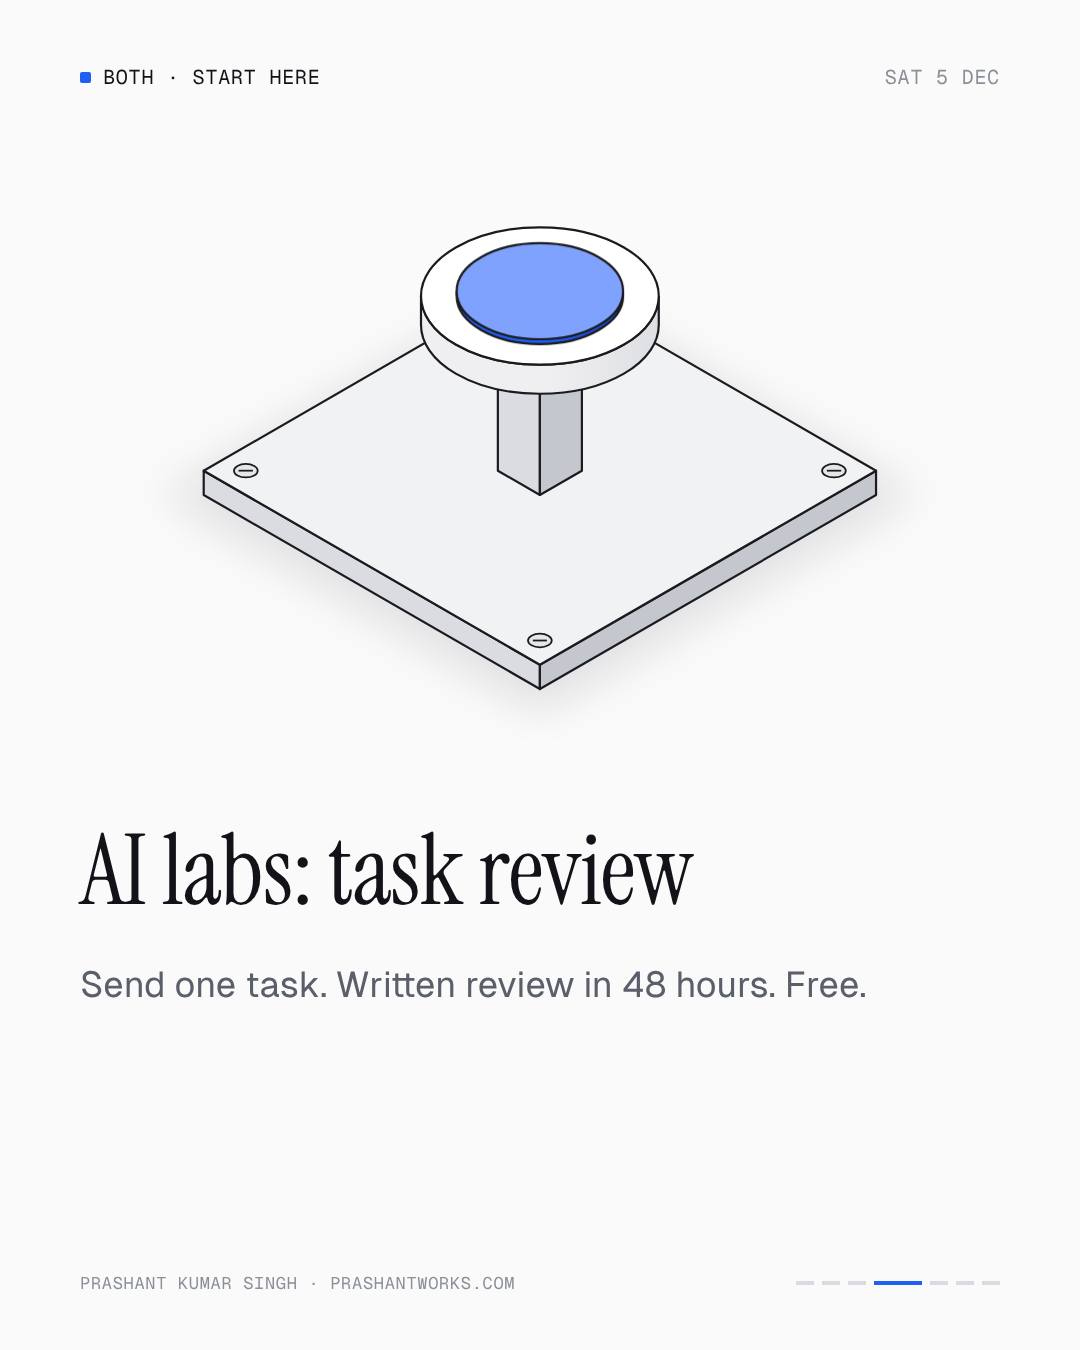 BOTH · START HERE
SAT 5 DEC
AI labs: task review
Send one task. Written review in 48 hours. Free.
PRASHANT KUMAR SINGH · PRASHANTWORKS.COM